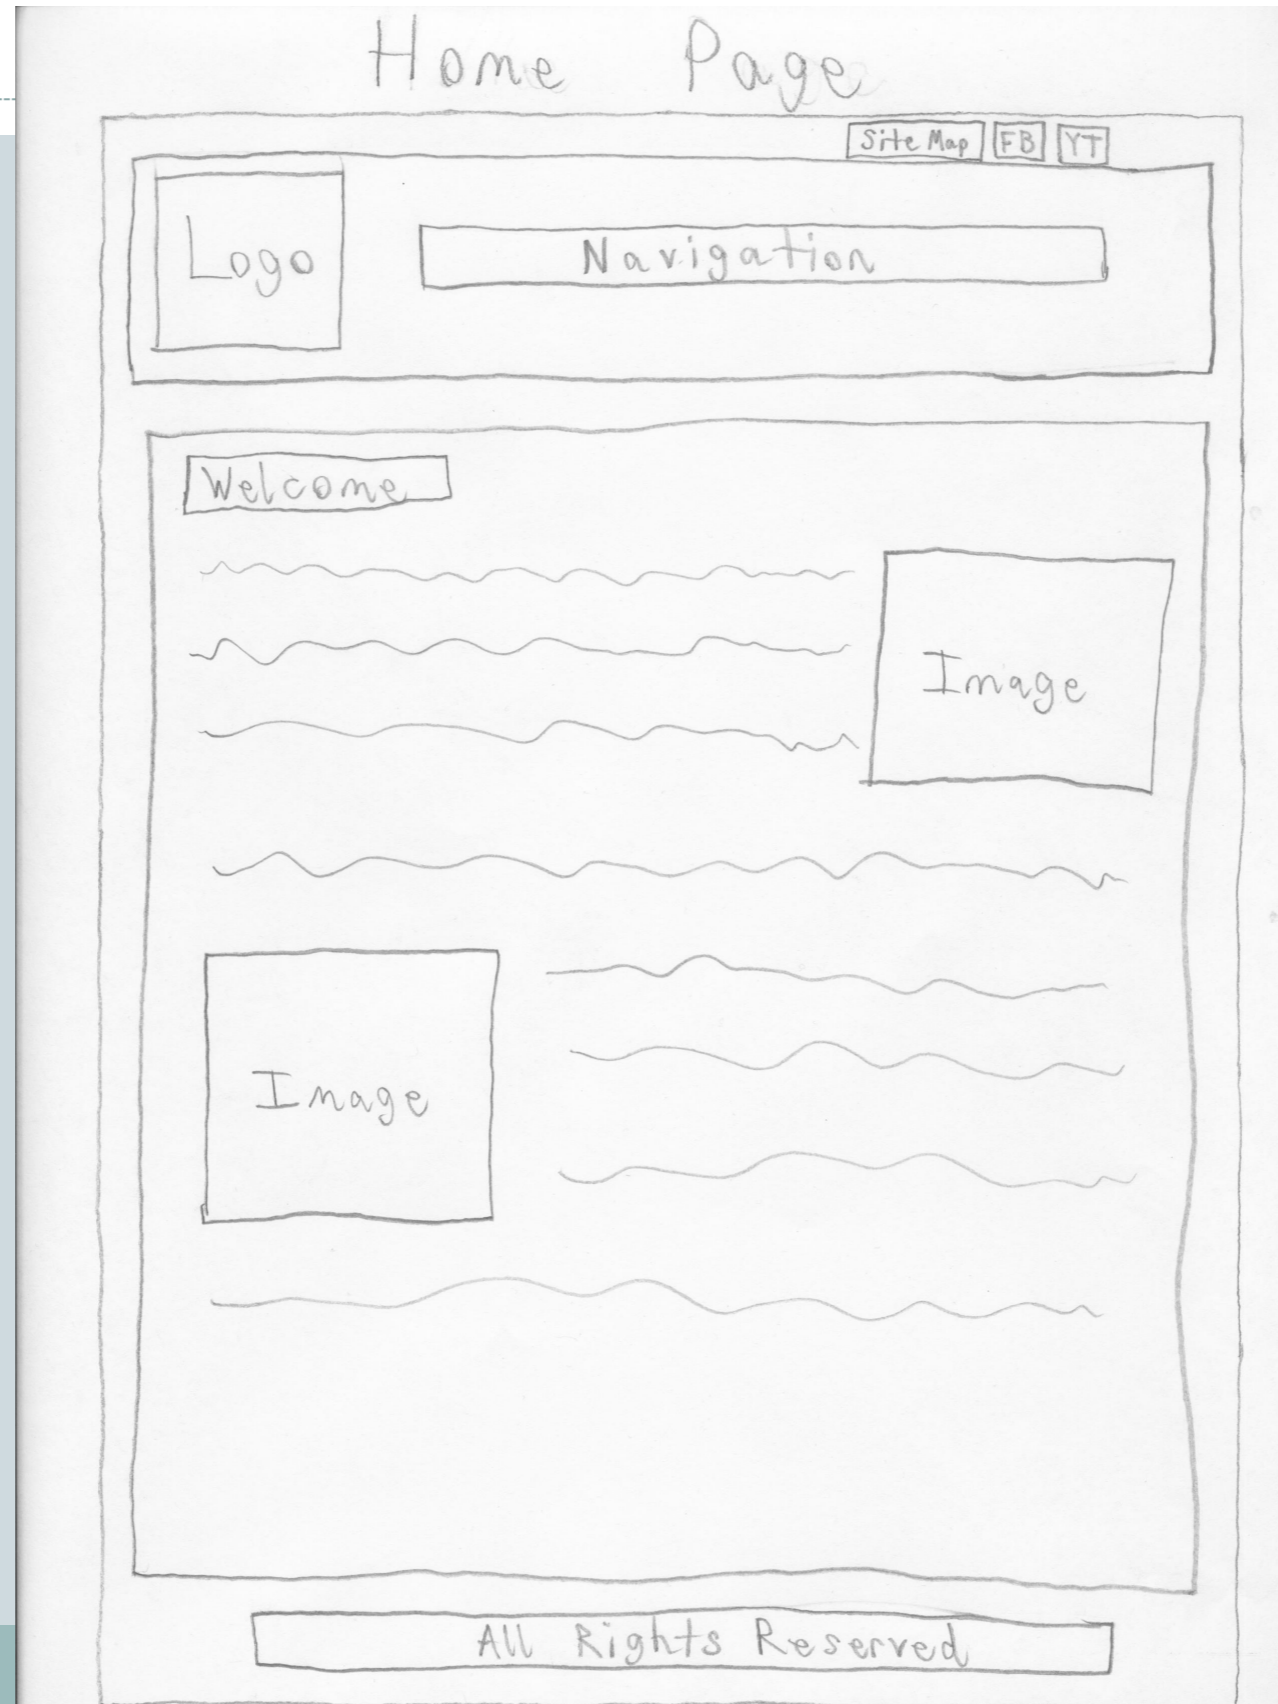 Home Page
Site Map FB YT
Logo
Navigation
Welcome
Image
Image
All Rights Reserved